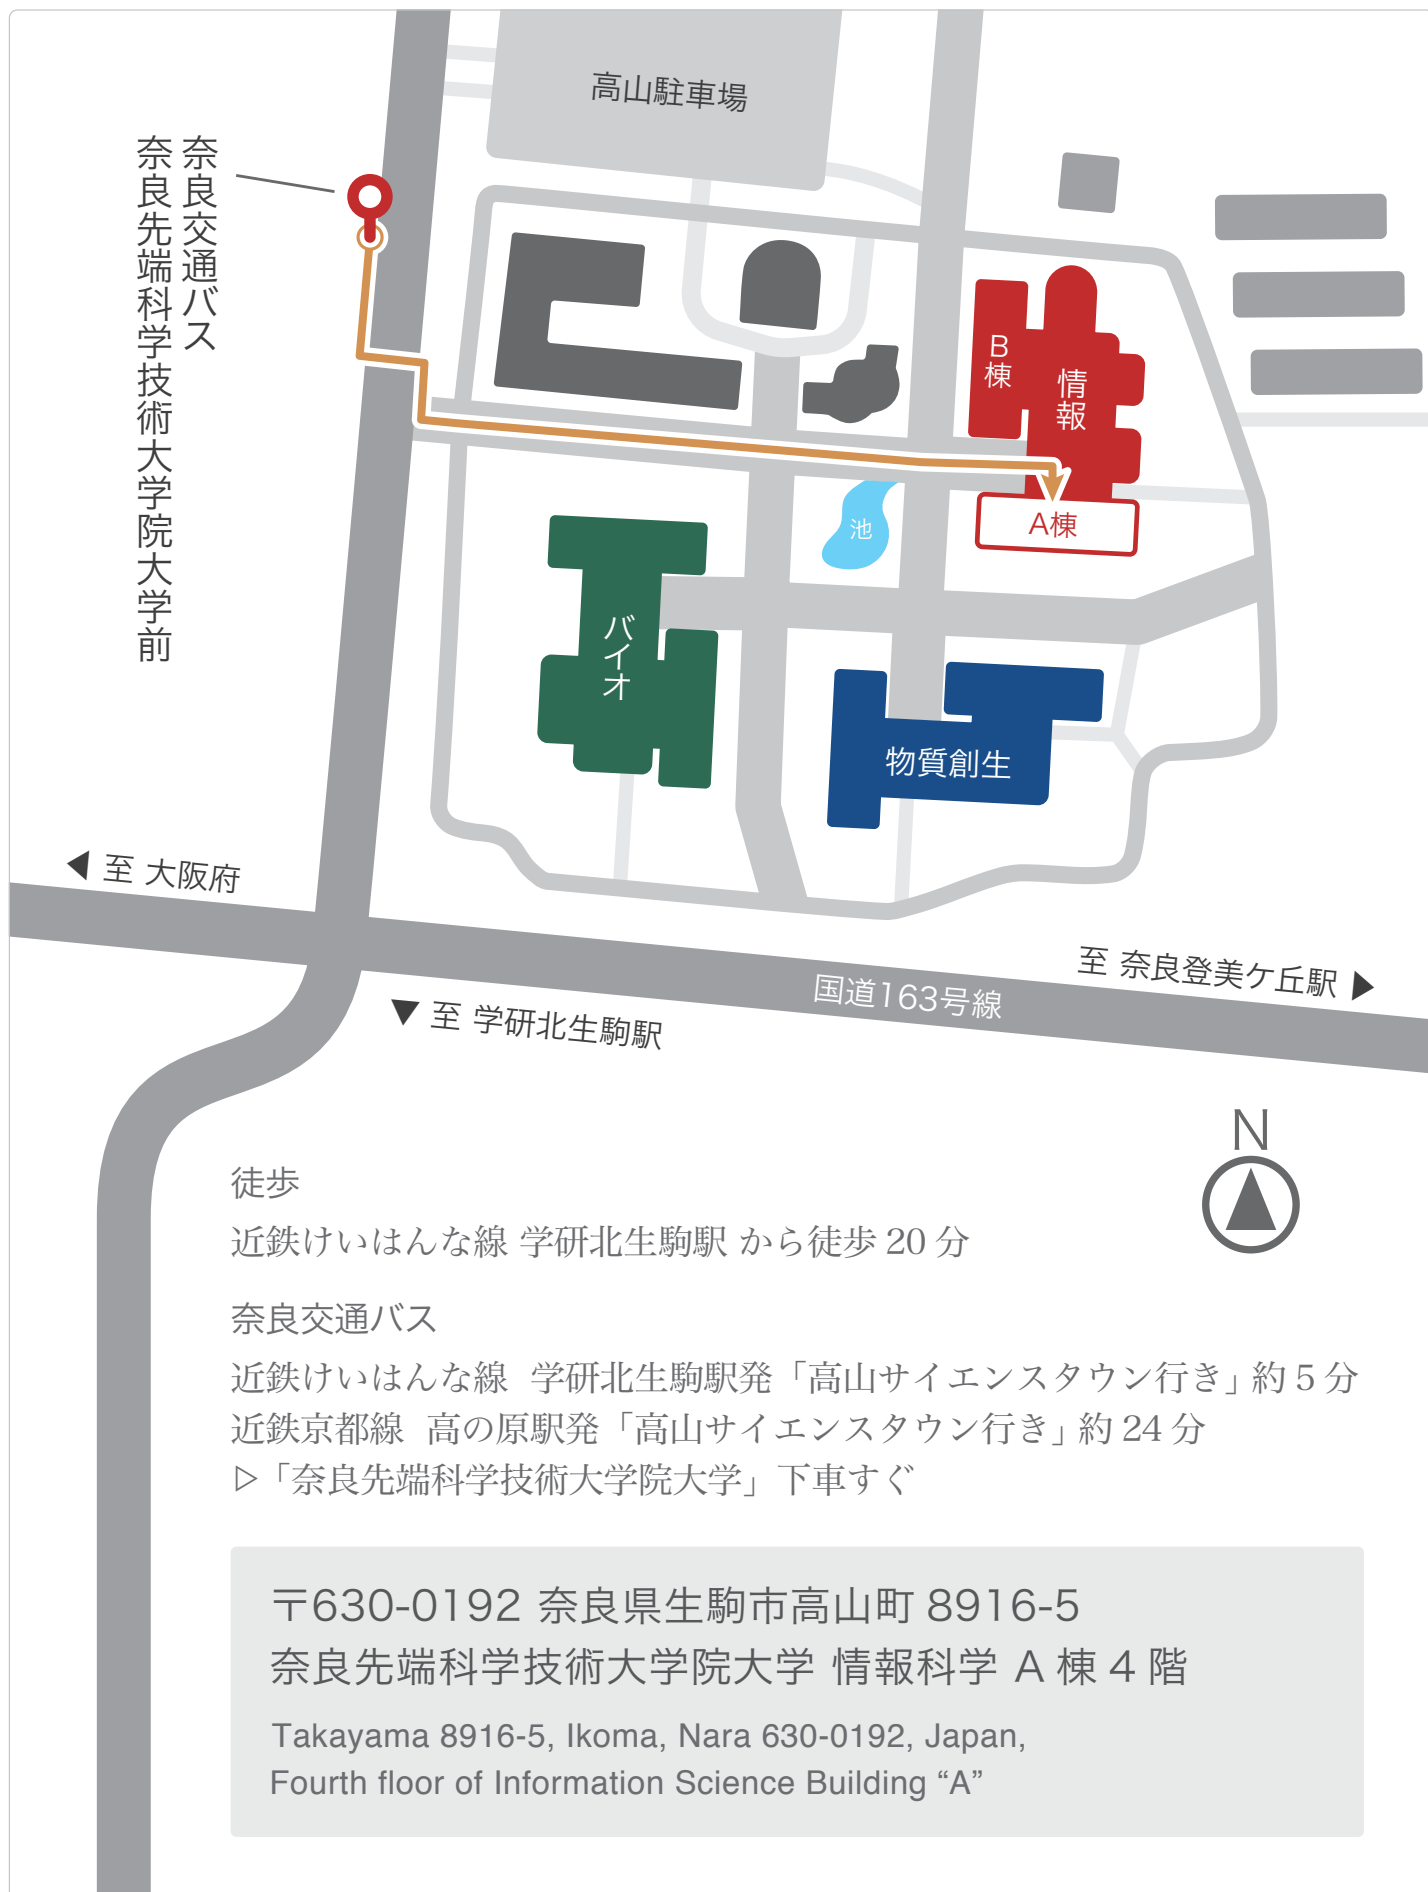 高山駐車場
奈良交通バス
奈良先端科学技術大学院大学前
B棟
情報
A棟
池
バイオ
物質創生
◀ 至 大阪府
至 奈良登美ケ丘駅 ▶
国道163号線
▼ 至 学研北生駒駅
N
徒歩
近鉄けいはんな線 学研北生駒駅 から徒歩 20 分
奈良交通バス
近鉄けいはんな線 学研北生駒駅発「高山サイエンスタウン行き」約 5 分
近鉄京都線 高の原駅発「高山サイエンスタウン行き」約 24 分
▷「奈良先端科学技術大学院大学」下車すぐ
〒630-0192 奈良県生駒市高山町 8916-5
奈良先端科学技術大学院大学 情報科学 A 棟 4 階
Takayama 8916-5, Ikoma, Nara 630-0192, Japan,
Fourth floor of Information Science Building “A”